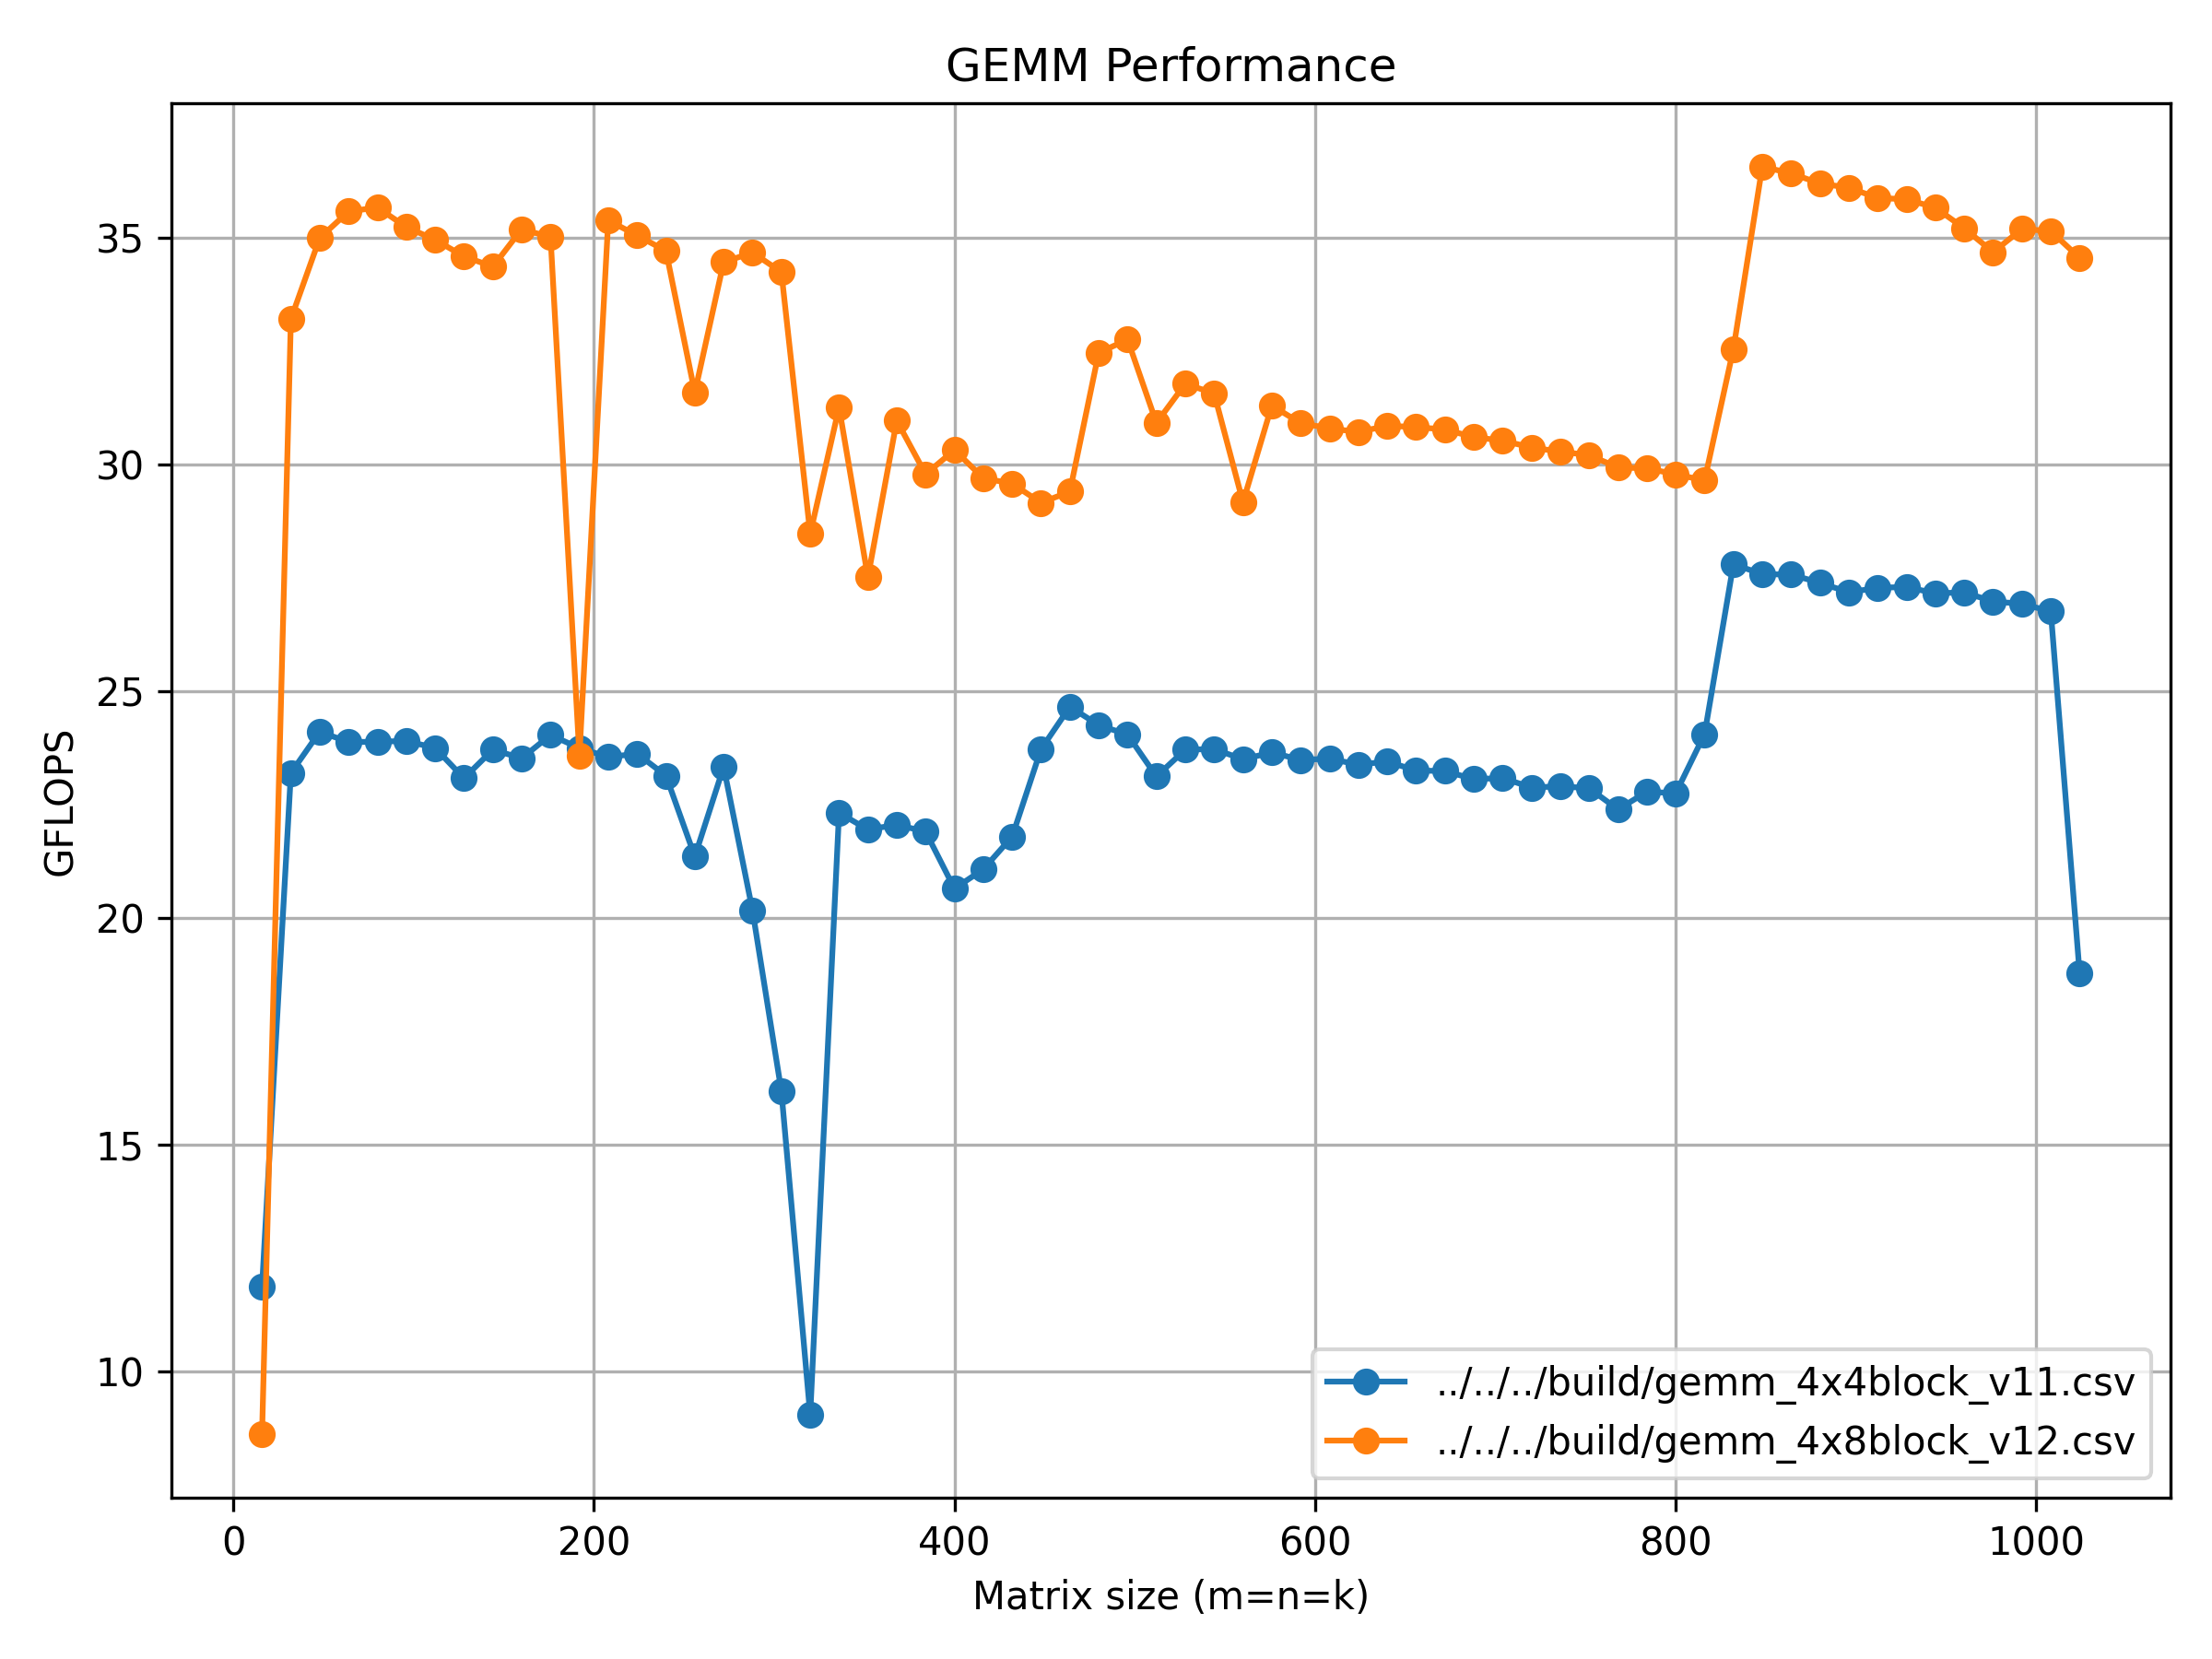 GEMM Performance
GFLOPS
35
30
25
20
15
10
0 200 400 600 800 1000
Matrix size (m=n=k)
../../../build/gemm_4x4block_v11.csv
../../../build/gemm_4x8block_v12.csv